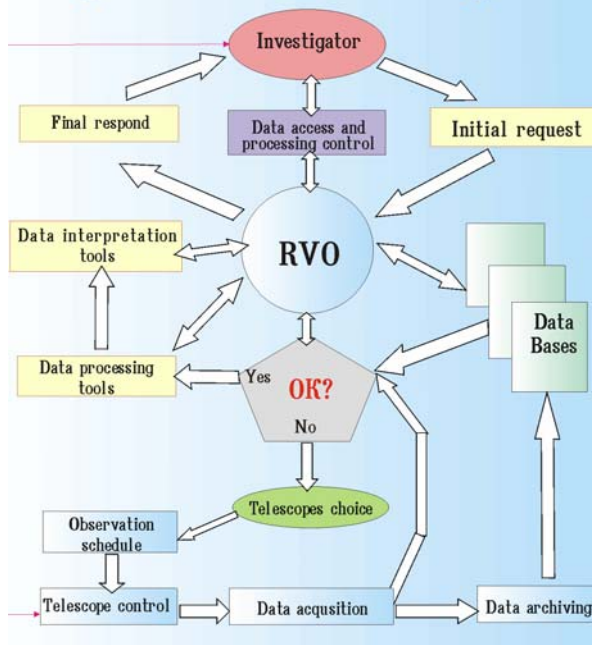 Investigator
Final respond
Data access and
processing control
Initial request
Data interpretation
tools
RVO
Data
Bases
Data processing
tools
Yes
OK?
No
Telescopes choice
Observation
schedule
Telescope control
Data acqusition
Data archiving